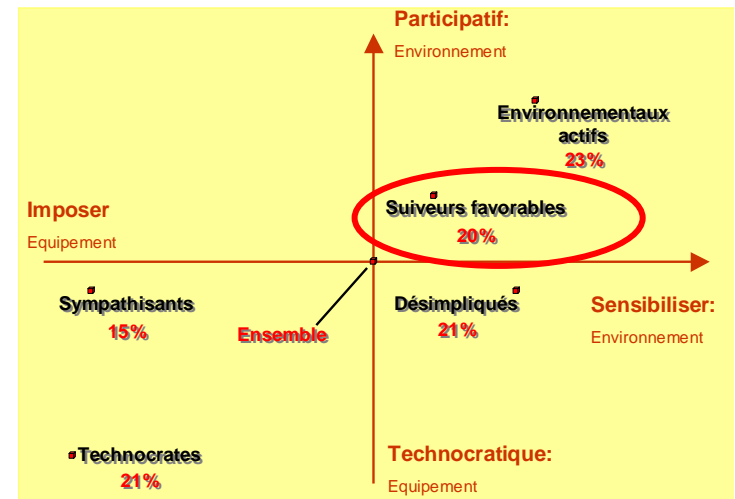 Participatif:
Environnement
Environnementaux
actifs
23%
Imposer
Equipement
Suiveurs favorables
20%
Sympathisants
15%
Ensemble
Désimpliqués
21%
Sensibiliser:
Environnement
Technocrates
21%
Technocratique:
Equipement